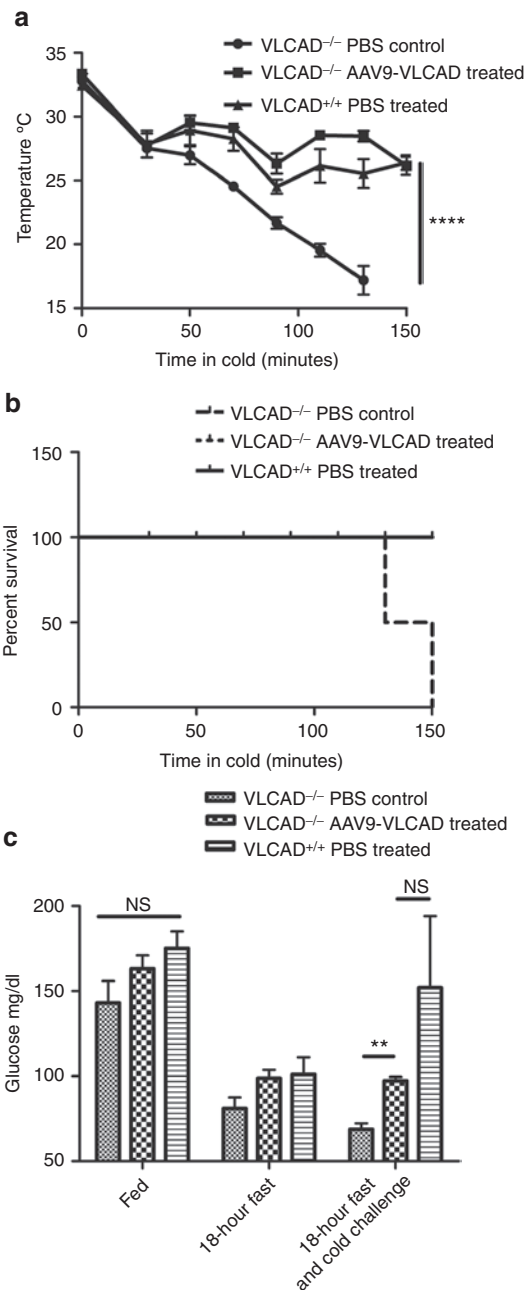 a
VLCAD–/– PBS control
VLCAD–/– AAV9-VLCAD treated
VLCAD+/+ PBS treated
35
30
25
20
15
Temperature °C
****
0
50
100
150
Time in cold (minutes)
b
VLCAD–/– PBS control
VLCAD–/– AAV9-VLCAD treated
VLCAD+/+ PBS treated
150
100
50
0
Percent survival
0
50
100
150
Time in cold (minutes)
VLCAD–/– PBS control
VLCAD–/– AAV9-VLCAD treated
VLCAD+/+ PBS treated
c
200
150
100
50
Glucose mg/dl
NS
**
NS
Fed
18-hour fast
18-hour fast
and cold challenge